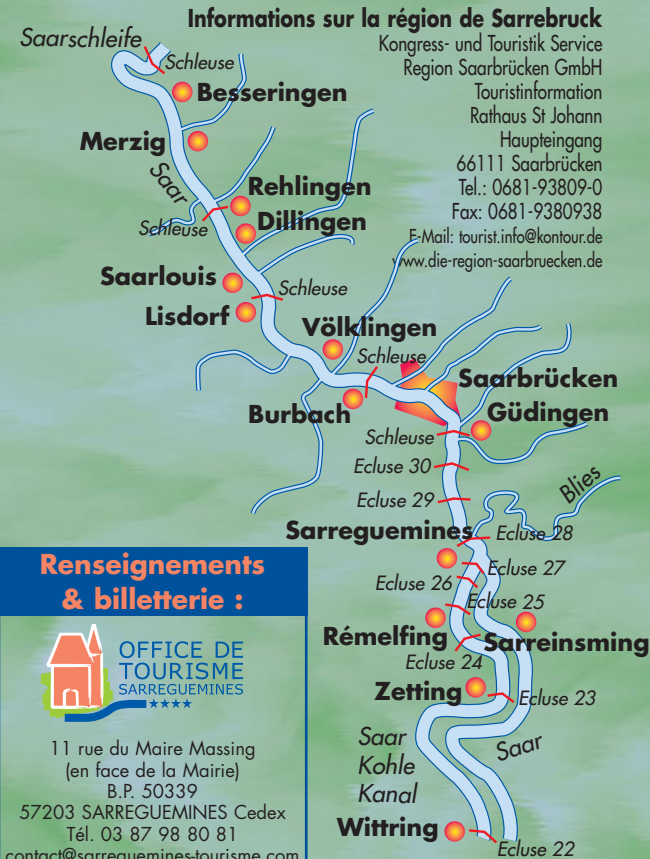 Informations sur la région de Sarrebruck
Kongress- und Touristik Service
Region Saarbrücken GmbH
Touristinformation
Rathaus St Johann
Haupteingang
66111 Saarbrücken
Tel.: 0681-93809-0
Fax: 0681-9380938
E-Mail: tourist.info@kontour.de
www.die-region-saarbruecken.de
Saarschleife
Schleuse
Besseringen
Merzig
Saar
Rehlingen
Schleuse
Dillingen
Saarlouis
Schleuse
Lisdorf
Völklingen
Schleuse
Saarbrücken
Burbach
Güdingen
Schleuse
Ecluse 30
Blies
Ecluse 29
Sarreguemines
Ecluse 28
Ecluse 27
Ecluse 26
Ecluse 25
Rémelfing
Sarreinsming
Ecluse 24
Zetting
Ecluse 23
Saar
Kohle
Kanal
Saar
Wittring
Ecluse 22
Renseignements
& billetterie :
OFFICE DE
TOURISME
SARREGUEMINES
★★★★
11 rue du Maire Massing
(en face de la Mairie)
B.P. 50339
57203 SARREGUEMINES Cedex
Tél. 03 87 98 80 81
contact@sarreguemines-tourisme.com